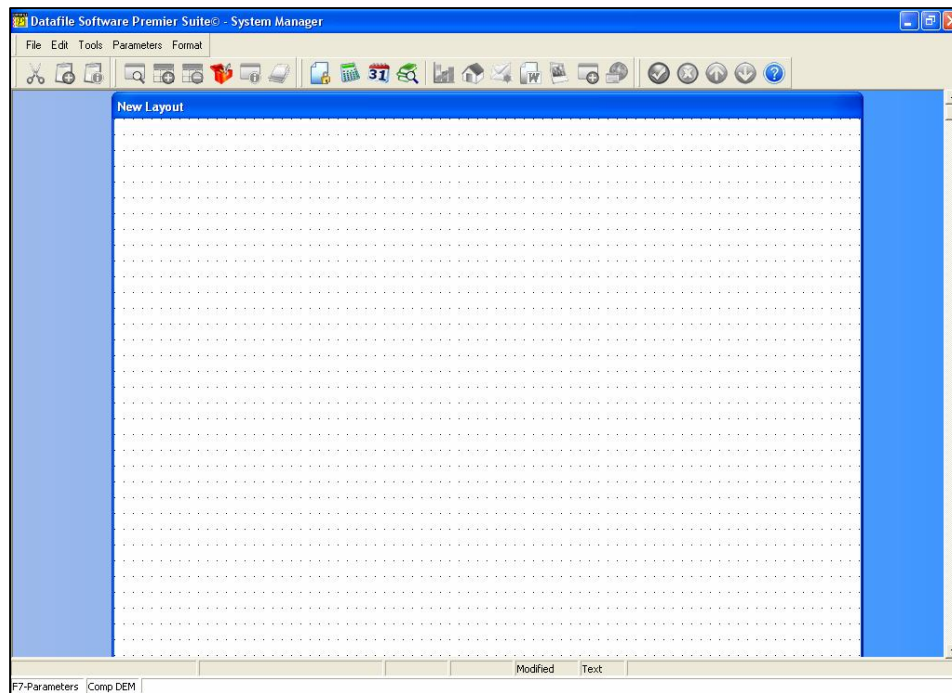 Datafile Software Premier Suite© - System Manager
File Edit Tools Parameters Format
31 W ?
New Layout
Modified Text
F7-Parameters Comp DEM